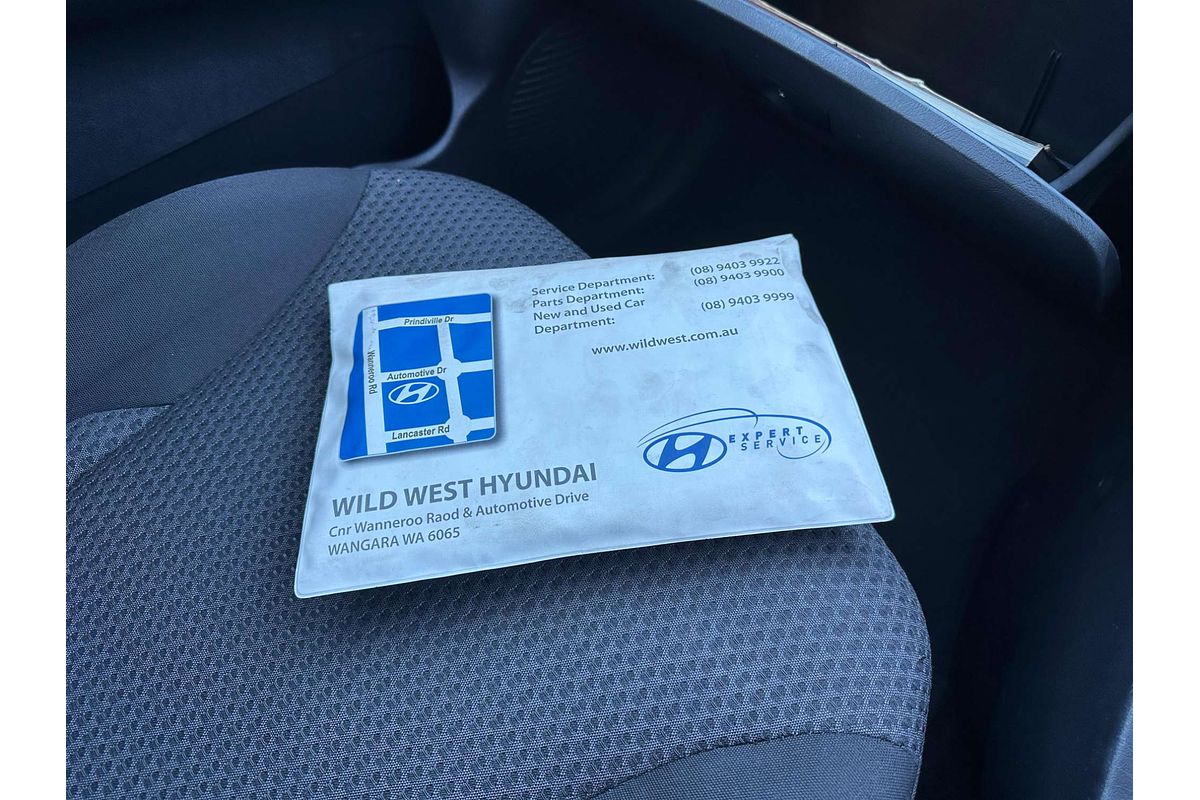 Service Department: (08) 9403 9922
Parts Department: (08) 9403 9900
New and Used Car
Department: (08) 9403 9999
www.wildwest.com.au
Prindiville Dr
Wanneroo Rd
Automotive Dr
Lancaster Rd
EXPERT
SERVICE
WILD WEST HYUNDAI
Cnr Wanneroo Raod & Automotive Drive
WANGARA WA 6065